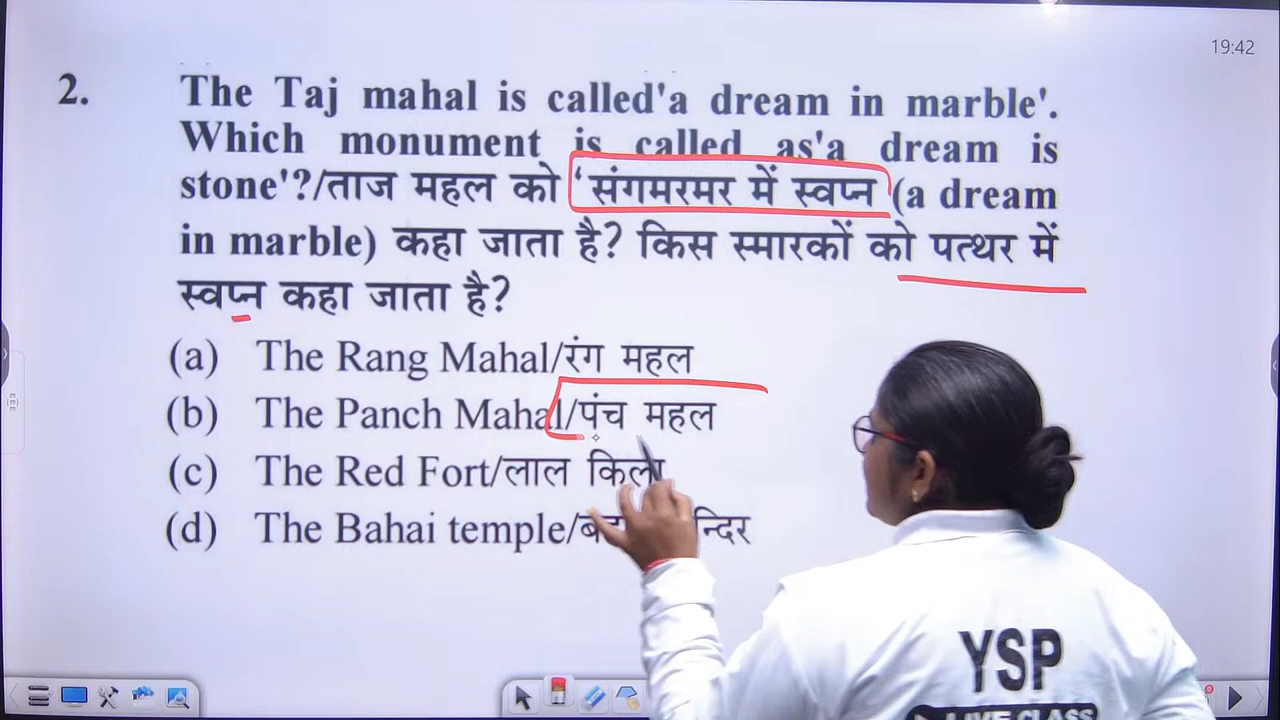 19:42
2. The Taj mahal is called'a dream in marble'.
Which monument is called as'a dream is
stone'?/ताज महल को 'संगमरमर में स्वप्न (a dream
in marble) कहा जाता है? किस स्मारकों को पत्थर में
स्वप्न कहा जाता है?
(a) The Rang Mahal/रंग महल
(b) The Panch Mahal/पंच महल
(c) The Red Fort/लाल किला
(d) The Bahai temple/
YSP
LIVE CLASS